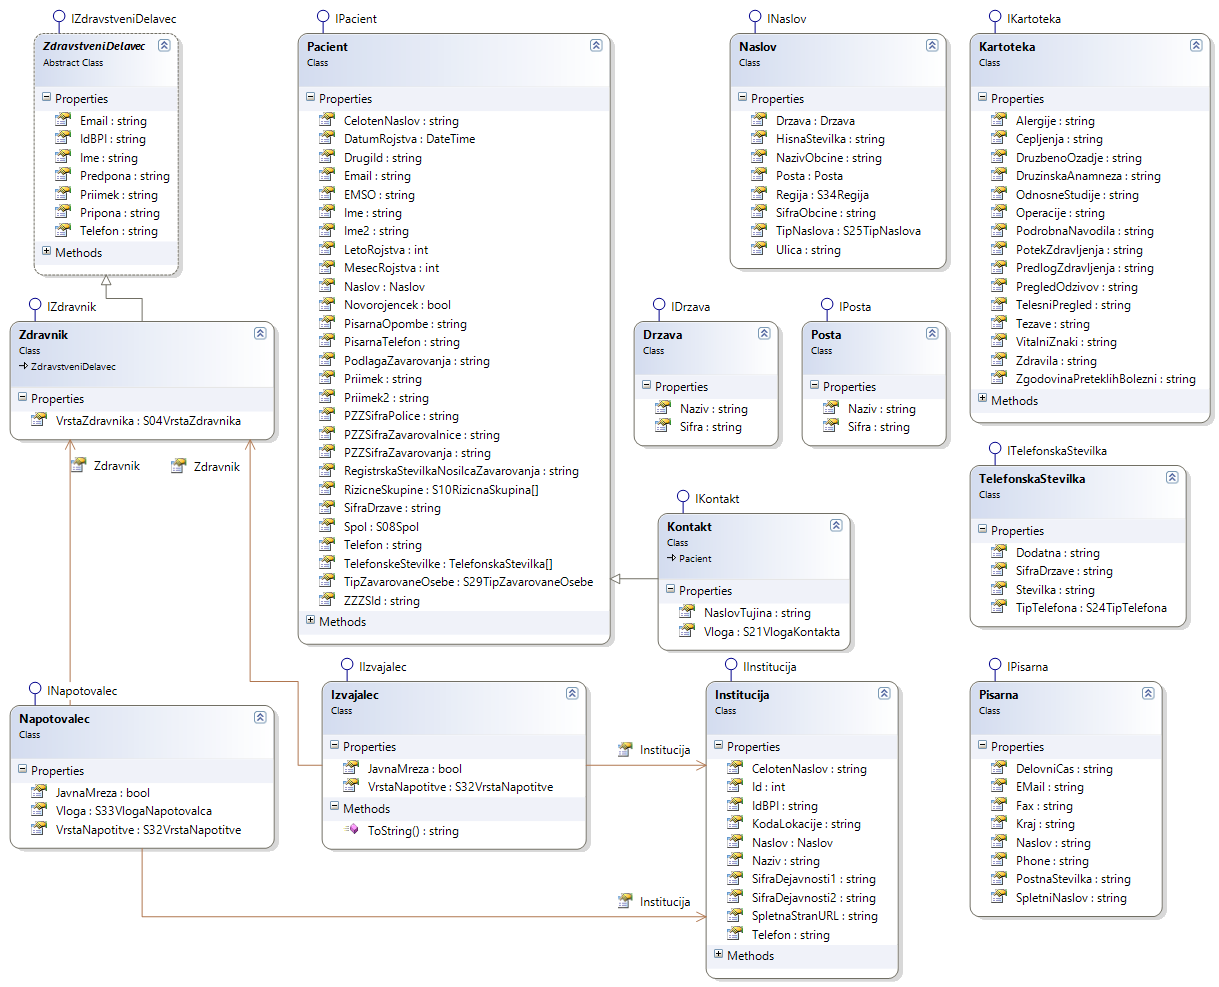 IZdravstveniDelavec
ZdravstveniDelavec
Abstract Class
Properties
Email : string
IdBPI : string
Ime : string
Predpona : string
Priimek : string
Pripona : string
Telefon : string
Methods
IPacient
Pacient
Class
Properties
CelotenNaslov : string
DatumRojstva : DateTime
DrugiId : string
Email : string
EMSO : string
Ime : string
Ime2 : string
LetoRojstva : int
MesecRojstva : int
Naslov : Naslov
Novorojencek : bool
PisarnaOpombe : string
PisarnaTelefon : string
PodlagaZavarovanja : string
Priimek : string
Priimek2 : string
PZZSifraPolice : string
PZZSifraZavarovalnice : string
PZZSifraZavarovanja : string
RegistrskaStevilkaNosilcaZavarovanja : string
RizicneSkupine : S10RizicnaSkupina[]
SifraDrzave : string
Spol : S08Spol
Telefon : string
TelefonskeStevilke : TelefonskaStevilka[]
TipZavarovaneOsebe : S29TipZavarovaneOsebe
ZZZSId : string
Methods
INaslov
Naslov
Class
Properties
Drzava : Drzava
HisnaStevilka : string
NazivObcine : string
Posta : Posta
Regija : S34Regija
SifraObcine : string
TipNaslova : S25TipNaslova
Ulica : string
IKartoteka
Kartoteka
Class
Properties
Alergije : string
Cepljenja : string
DruzbenoOzadje : string
DruzinskaAnamneza : string
OdnosneStudije : string
Operacije : string
PodrobnaNavodila : string
PotekZdravljenja : string
PredlogZdravljenja : string
PregledOdzivov : string
TelesniPregled : string
Tezave : string
VitalniZnaki : string
Zdravila : string
ZgodovinaPreteklihBolezni : string
Methods
IZdravnik
Zdravnik
Class
ZdravstveniDelavec
Properties
VrstaZdravnika : S04VrstaZdravnika
Zdravnik
Zdravnik
IDrzava
Drzava
Class
Properties
Naziv : string
Sifra : string
IPosta
Posta
Class
Properties
Naziv : string
Sifra : string
ITelefonskaStevilka
TelefonskaStevilka
Class
Properties
Dodatna : string
SifraDrzave : string
Stevilka : string
TipTelefona : S24TipTelefona
IKontakt
Kontakt
Class
Pacient
Properties
NaslovTujina : string
Vloga : S21VlogaKontakta
INapotovalec
Napotovalec
Class
Properties
JavnaMreza : bool
Vloga : S33VlogaNapotovalca
VrstaNapotitve : S32VrstaNapotitve
IIzvajalec
Izvajalec
Class
Properties
JavnaMreza : bool
VrstaNapotitve : S32VrstaNapotitve
Methods
ToString() : string
Institucija
Institucija
IInstitucija
Institucija
Class
Properties
CelotenNaslov : string
Id : int
IdBPI : string
KodaLokacije : string
Naslov : Naslov
Naziv : string
SifraDejavnosti1 : string
SifraDejavnosti2 : string
SpletnaStranURL : string
Telefon : string
Methods
IPisarna
Pisarna
Class
Properties
DelovniCas : string
EMail : string
Fax : string
Kraj : string
Naslov : string
Phone : string
PostnaStevilka : string
SpletniNaslov : string